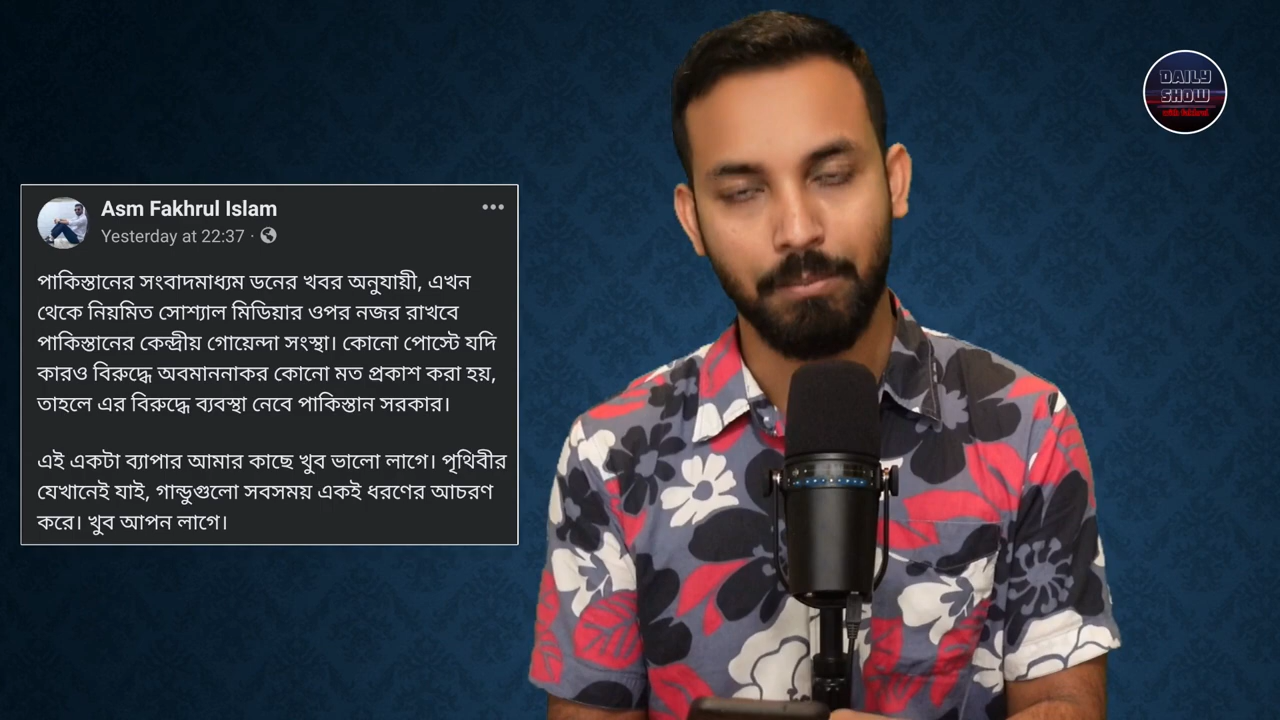 Asm Fakhrul Islam
Yesterday at 22:37 ·
পাকিস্তানের সংবাদমাধ্যম ডনের খবর অনুযায়ী, এখন
থেকে নিয়মিত সোশ্যাল মিডিয়ার ওপর নজর রাখবে
পাকিস্তানের কেন্দ্রীয় গোয়েন্দা সংস্থা। কোনো পোস্টে যদি
কারও বিরুদ্ধে অবমাননাকর কোনো মত প্রকাশ করা হয়,
তাহলে এর বিরুদ্ধে ব্যবস্থা নেবে পাকিস্তান সরকার।
এই একটা ব্যাপার আমার কাছে খুব ভালো লাগে। পৃথিবীর
যেখানেই যাই, গান্ডুগুলো সবসময় একই ধরণের আচরণ
করে। খুব আপন লাগে।
DAILY
SHOW
with fakhrul